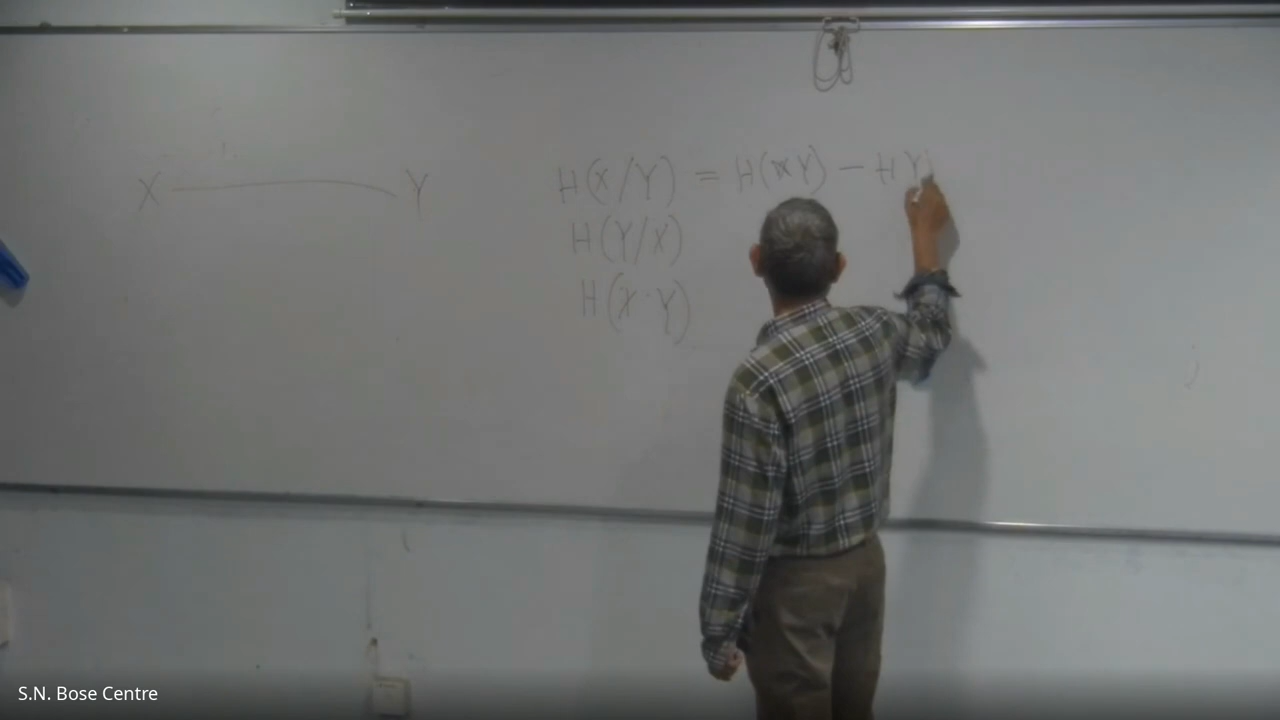 X Y
H(X/Y) = H(XY) – H Y)
H(Y/X)
H(X·Y)
S.N. Bose Centre